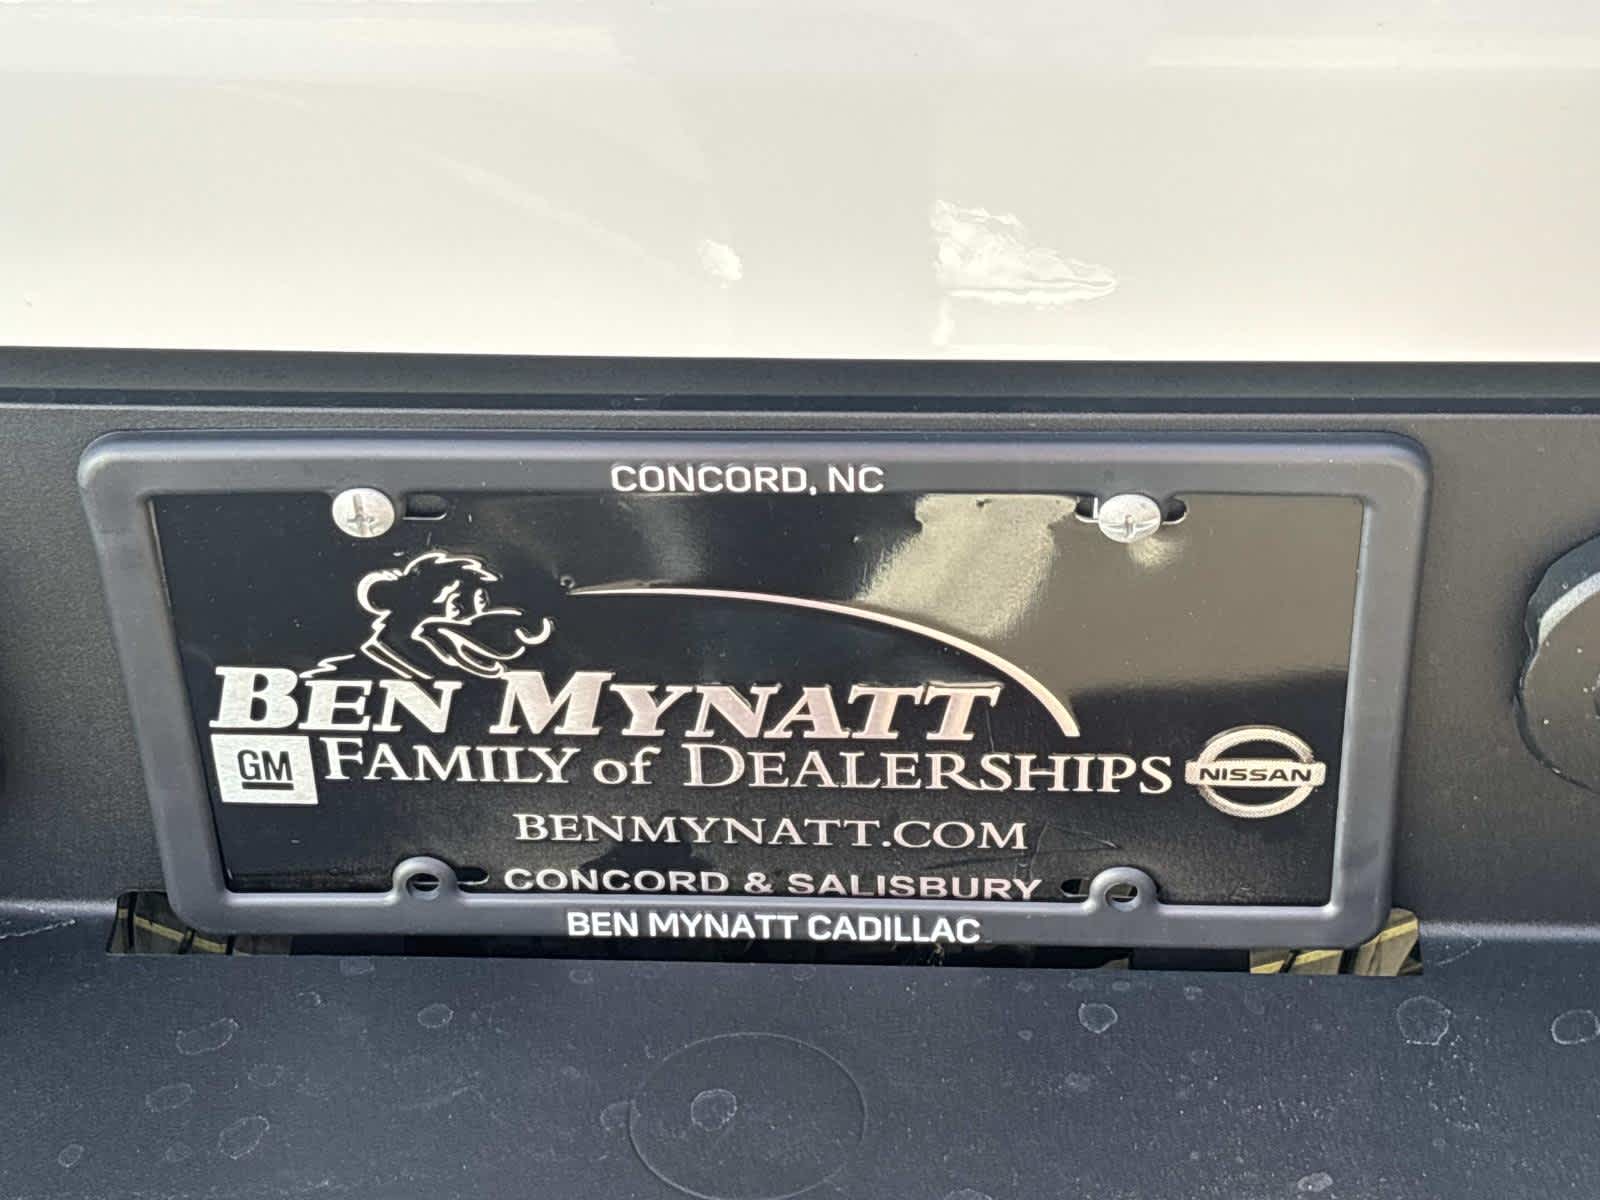 CONCORD, NC
BEN MYNATT
GM FAMILY of DEALERSHIPS NISSAN
BENMYNATT.COM
CONCORD & SALISBURY
BEN MYNATT CADILLAC